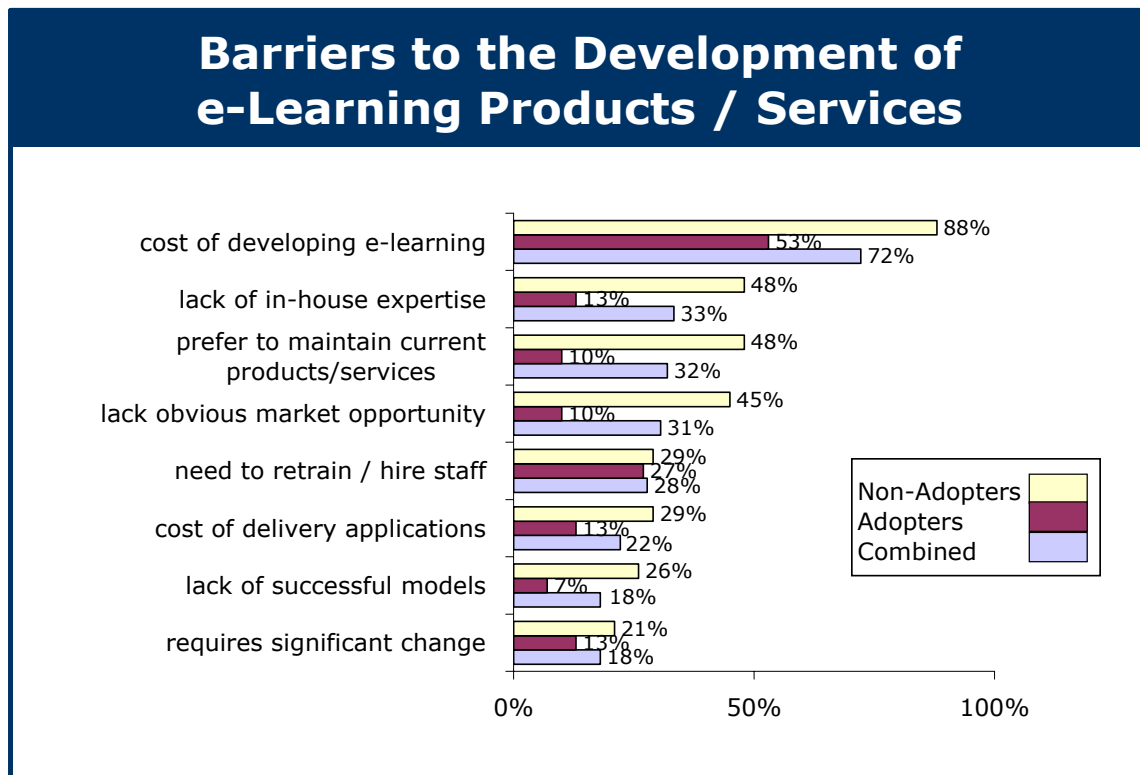 Barriers to the Development of
e-Learning Products / Services
cost of developing e-learning
88%
53%
72%
lack of in-house expertise
48%
13%
33%
prefer to maintain current
products/services
48%
10%
32%
lack obvious market opportunity
45%
10%
31%
need to retrain / hire staff
29%
27%
28%
cost of delivery applications
29%
13%
22%
lack of successful models
26%
7%
18%
requires significant change
21%
13%
18%
0%
50%
100%
Non-Adopters
Adopters
Combined